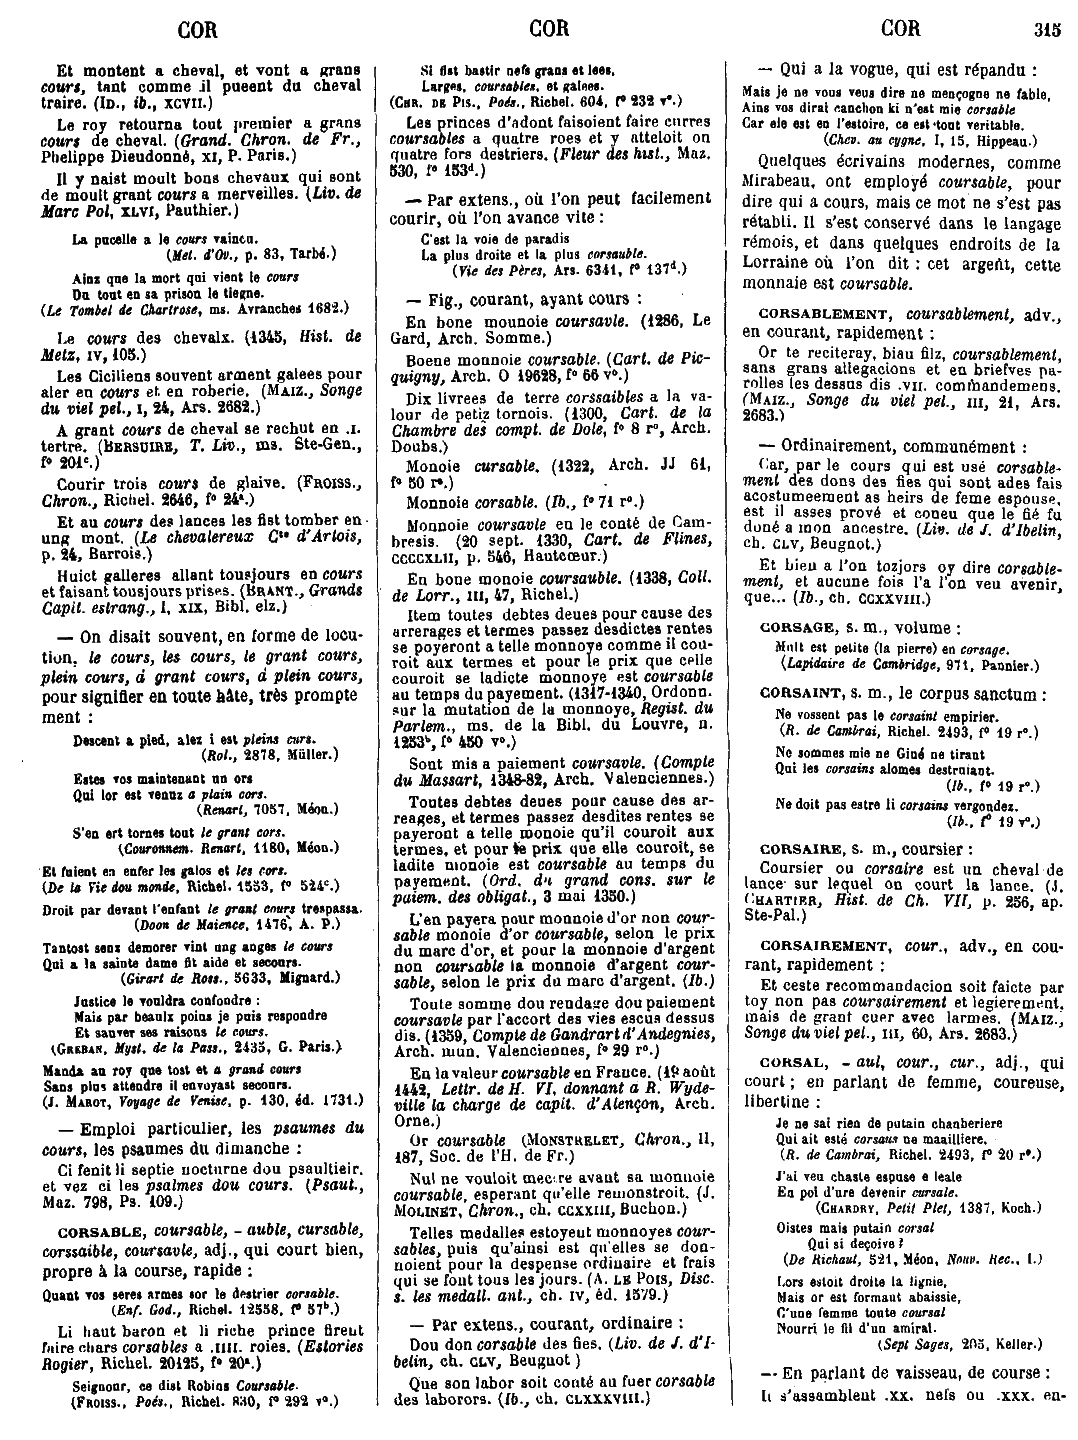 COR
COR
COR 315
Et montent a cheval, et vont a grans
cours, tant comme il pueent du cheval
traire. (ID., ib., XCVII.)
Le roy retourna tout premier a grans
cours de cheval. (Grand. Chron. de Fr.,
Phelippe Dieudonné, XI, P. Paris.)
Il y naist moult bons chevaux qui sont
de moult grant cours a merveilles. (Liv. de
Marc Pol, XLVI, Pauthier.)
La pucelle a le cours vaincu.
(Met. d'Ov., p. 83, Tarbé.)
Ainz que la mort qui vient le cours
Du tout en sa prison le tiegne.
(Le Tombel de Chartrose, ms. Avranches 1682.)
Le cours des chevalx. (1345, Hist. de
Metz, IV, 105.)
Les Ciciliens souvent arment galees pour
aler en cours et en roberie. (MAIZ., Songe
du viel pel., I, 24, Ars. 2682.)
A grant cours de cheval se rechut en .I.
tertre. (BERSUIRE, T. Liv., ms. Ste-Gen.,
f° 201c.)
Courir trois cours de glaive. (FROISS.,
Chron., Richel. 2646, f° 24a.)
Et au cours des lances les fist tomber en
ung mont. (Le chevalereux Cte d'Artois,
p. 24, Barrois.)
Huict galleres allant tousjours en cours
et faisant tousjours prises. (BRANT., Grands
Capit. estrang., I, XIX, Bibl. elz.)
— On disait souvent, en forme de locu-
tion, le cours, les cours, le grant cours,
plein cours, a grant cours, a plein cours,
pour signifier en toute hâte, très prompte
ment :
Descent a pied, alez i est pleins curs.
(Rol., 2878, Müller.)
Estes vos maintenant un ors
Qui lor est venuz a plain cors.
(Renart, 7057, Méon.)
S'en ert tornes tout le grant cors.
(Couronnem. Renart, 1180, Méon.)
Et fuient en enfer les galos et les cors.
(De la Vie dou monde, Richel. 1553, f° 524c.)
Droit par devant l'enfant le grant cours trespassa.
(Doon de Maience, 1476, A. P.)
Tantost senz demorer vint ung anges le cours
Qui a la sainte dame fit aide et secours.
(Girart de Ross., 5633, Mignard.)
Justice le vouldra confondre :
Mais par beaulx poins je puis respondre
Et sauver ses raisons le cours.
(GREBAN, Myst. de la Pass., 2435, G. Paris.)
Manda au roy que tost et a grand cours
Sans plus attendre il envoyast secours.
(J. MAROT, Voyage de Venise, p. 130, éd. 1731.)
— Emploi particulier, les psaumes du
cours, les psaumes du dimanche :
Ci fenit li septie nocturne dou psaultieir,
et vez ci les psalmes dou cours. (Psaut.,
Maz. 798, Ps. 109.)
CORSABLE, coursable, - auble, cursable,
corssaible, coursavle, adj., qui court bien,
propre à la course, rapide :
Quant vos seres armes sor le destrier corsable.
(Enf. God., Richel. 12558, f° 57b.)
Li haut baron et li riche prince firent
faire chars corsables a .IIII. roies. (Estories
Rogier, Richel. 20125, f° 20a.)
Seignour, ce dist Robins Coursable.
(FROISS., Poés., Richel. 830, f° 292 v°.)
Si fist bastir nefs grans et lees,
Larges, coursables, et galees.
(CHR. DE PIS., Poés., Richel. 604, f° 232 v°.)
Les princes d'adont faisoient faire curres
coursables a quatre roes et y atteloit on
quatre fors destriers. (Fleur des hist., Maz.
530, f° 153d.)
— Par extens., où l'on peut facilement
courir, où l'on avance vite :
C'est la voie de paradis
La plus droite et la plus corsauble.
(Vie des Pères, Ars. 6341, f° 137d.)
— Fig., courant, ayant cours :
En bone mounoie coursavle. (1286, Le
Gard, Arch. Somme.)
Boene monnoie coursable. (Cart. de Pic-
quigny, Arch. O 19628, f° 66 v°.)
Dix livrees de terre corssaibles a la va-
lour de petiz tornois. (1300, Cart. de la
Chambre des compt. de Dole, f° 8 r°, Arch.
Doubs.)
Monoie cursable. (1322, Arch. JJ 61,
f° 50 r°.)
Monnoie corsable. (Ib., f° 71 r°.)
Monnoie coursavle en le conté de Cam-
bresis. (20 sept. 1330, Cart. de Flines,
CCCCXLII, p. 546, Hautcœur.)
En bone monoie coursauble. (1338, Coll.
de Lorr., III, 47, Richel.)
Item toutes debtes deues pour cause des
arrerages et termes passez desdictes rentes
se poyeront a telle monnoye comme il cou-
roit aux termes et pour le prix que celle
couroit se ladicte monnoye est coursable
au temps du payement. (1317-1340, Ordonn.
sur la mutation de la monnoye, Regist. du
Parlem., ms. de la Bibl. du Louvre, n.
1253b, f° 450 v°.)
Sont mis a paiement coursavle. (Compte
du Massart, 1348-82, Arch. Valenciennes.)
Toutes debtes deues pour cause des ar-
reages, et termes passez desdites rentes se
payeront a telle monoie qu'il couroit aux
termes, et pour le prix que elle couroit, se
ladite monoie est coursable au temps du
payement. (Ord. du grand cons. sur le
paiem. des obligat., 3 mai 1350.)
L'en payera pour monnoie d'or non cour-
sable monoie d'or coursable, selon le prix
du marc d'or, et pour la monnoie d'argent
non coursable la monnoie d'argent cour-
sable, selon le prix du marc d'argent. (Ib.)
Toute somme dou rendage dou paiement
coursavle par l'accort des vies escus dessus
dis. (1359, Compte de Gandrart d'Andegnies,
Arch. mun. Valenciennes, f° 29 r°.)
En la valeur coursable en France. (19 août
1442, Lettr. de H. VI, donnant a R. Wyde-
ville la charge de capit. d'Alençon, Arch.
Orne.)
Or coursable (MONSTRELET, Chron., II,
187, Soc. de l'H. de Fr.)
Nul ne vouloit mectre avant sa monnoie
coursable, esperant qu'elle remonstroit. (J.
MOLINET, Chron., ch. CCXXIII, Buchon.)
Telles medalles estoyent monnoyes cour-
sables, puis qu'ainsi est qu'elles se don-
noient pour la despense ordinaire et frais
qui se font tous les jours. (A. LE POIS, Disc.
s. les medall. ant., ch. IV, éd. 1579.)
— Par extens., courant, ordinaire :
Dou don corsable des fies. (Liv. de J. d'I-
belin, ch. CLV, Beugnot )
Que son labor soit conté au fuer corsable
des laborors. (Ib., ch. CLXXXVIII.)
— Qui a la vogue, qui est répandu :
Mais je ne vous veus dire ne mençogne ne fable,
Ains vos dirai canchon ki n'est mie corsable
Car ele est en l'estoire, ce est tout veritable.
(Chev. au cygne, I, 15, Hippeau.)
Quelques écrivains modernes, comme
Mirabeau, ont employé coursable, pour
dire qui a cours, mais ce mot ne s'est pas
rétabli. Il s'est conservé dans le langage
rémois, et dans quelques endroits de la
Lorraine où l'on dit : cet argent, cette
monnaie est coursable.
CORSABLEMENT, coursablement, adv.,
en courant, rapidement :
Or te reciteray, biau filz, coursablement,
sans grans allegacions et en briefves pa-
rolles les dessus dis .VII. commandemens.
(MAIZ., Songe du viel pel., III, 21, Ars.
2683.)
— Ordinairement, communément :
Car, par le cours qui est usé corsable-
ment des dons des fies qui sont ades fais
acostumeement as heirs de feme espouse,
est il asses prové et coneu que le fié fu
doné a mon ancestre. (Liv. de J. d'Ibelin,
ch. CLV, Beugnot.)
Et bien a l'on tozjors oy dire corsable-
ment, et aucune fois l'a l'on veu avenir,
que... (Ib., ch. CCXXVIII.)
CORSAGE, s. m., volume :
Mult est petite (la pierre) en corsage.
(Lapidaire de Cambridge, 971, Pannier.)
CORSAINT, s. m., le corpus sanctum :
Ne vossent pas le corsaint empirier.
(R. de Cambrai, Richel. 2493, f° 19 r°.)
Ne sommes mie ne Giné ne tirant
Qui les corsains alomes destruiant.
(Ib., f° 19 r°.)
Ne doit pas estre li corsains vergondez.
(Ib., f° 19 v°.)
CORSAIRE, s. m., coursier :
Coursier ou corsaire est un cheval de
lance sur lequel on court la lance. (J.
CHARTIER, Hist. de Ch. VII, p. 256, ap.
Ste-Pal.)
CORSAIREMENT, cour., adv., en cou-
rant, rapidement :
Et ceste recommandacion soit faicte par
toy non pas coursairement et legierement,
mais de grant cuer avec larmes. (MAIZ.,
Songe du viel pel., III, 60, Ars. 2683.)
CORSAL, - aul, cour., cur., adj., qui
court ; en parlant de femme, coureuse,
libertine :
Je ne sai rien de putain chanberiere
Qui ait esté corsaus ne maailliere.
(R. de Cambrai, Richel. 2493, f° 20 r°.)
J'ai veu chaste espuse e leale
En pol d'ure devenir cursale.
(CHARDRY, Petit Plet, 1387, Koch.)
Oistes mais putain corsal
Qui si deçoive ?
(De Richaut, 521, Méon, Nouv. Rec., I.)
Lors estoit droite la lignie,
Mais or est formant abaissie,
C'une femme toute coursal
Nourri le fil d'un amiral.
(Sept Sages, 205, Keller.)
— En parlant de vaisseau, de course :
Il s'assamblent .XX. nefs ou .XXX. en-